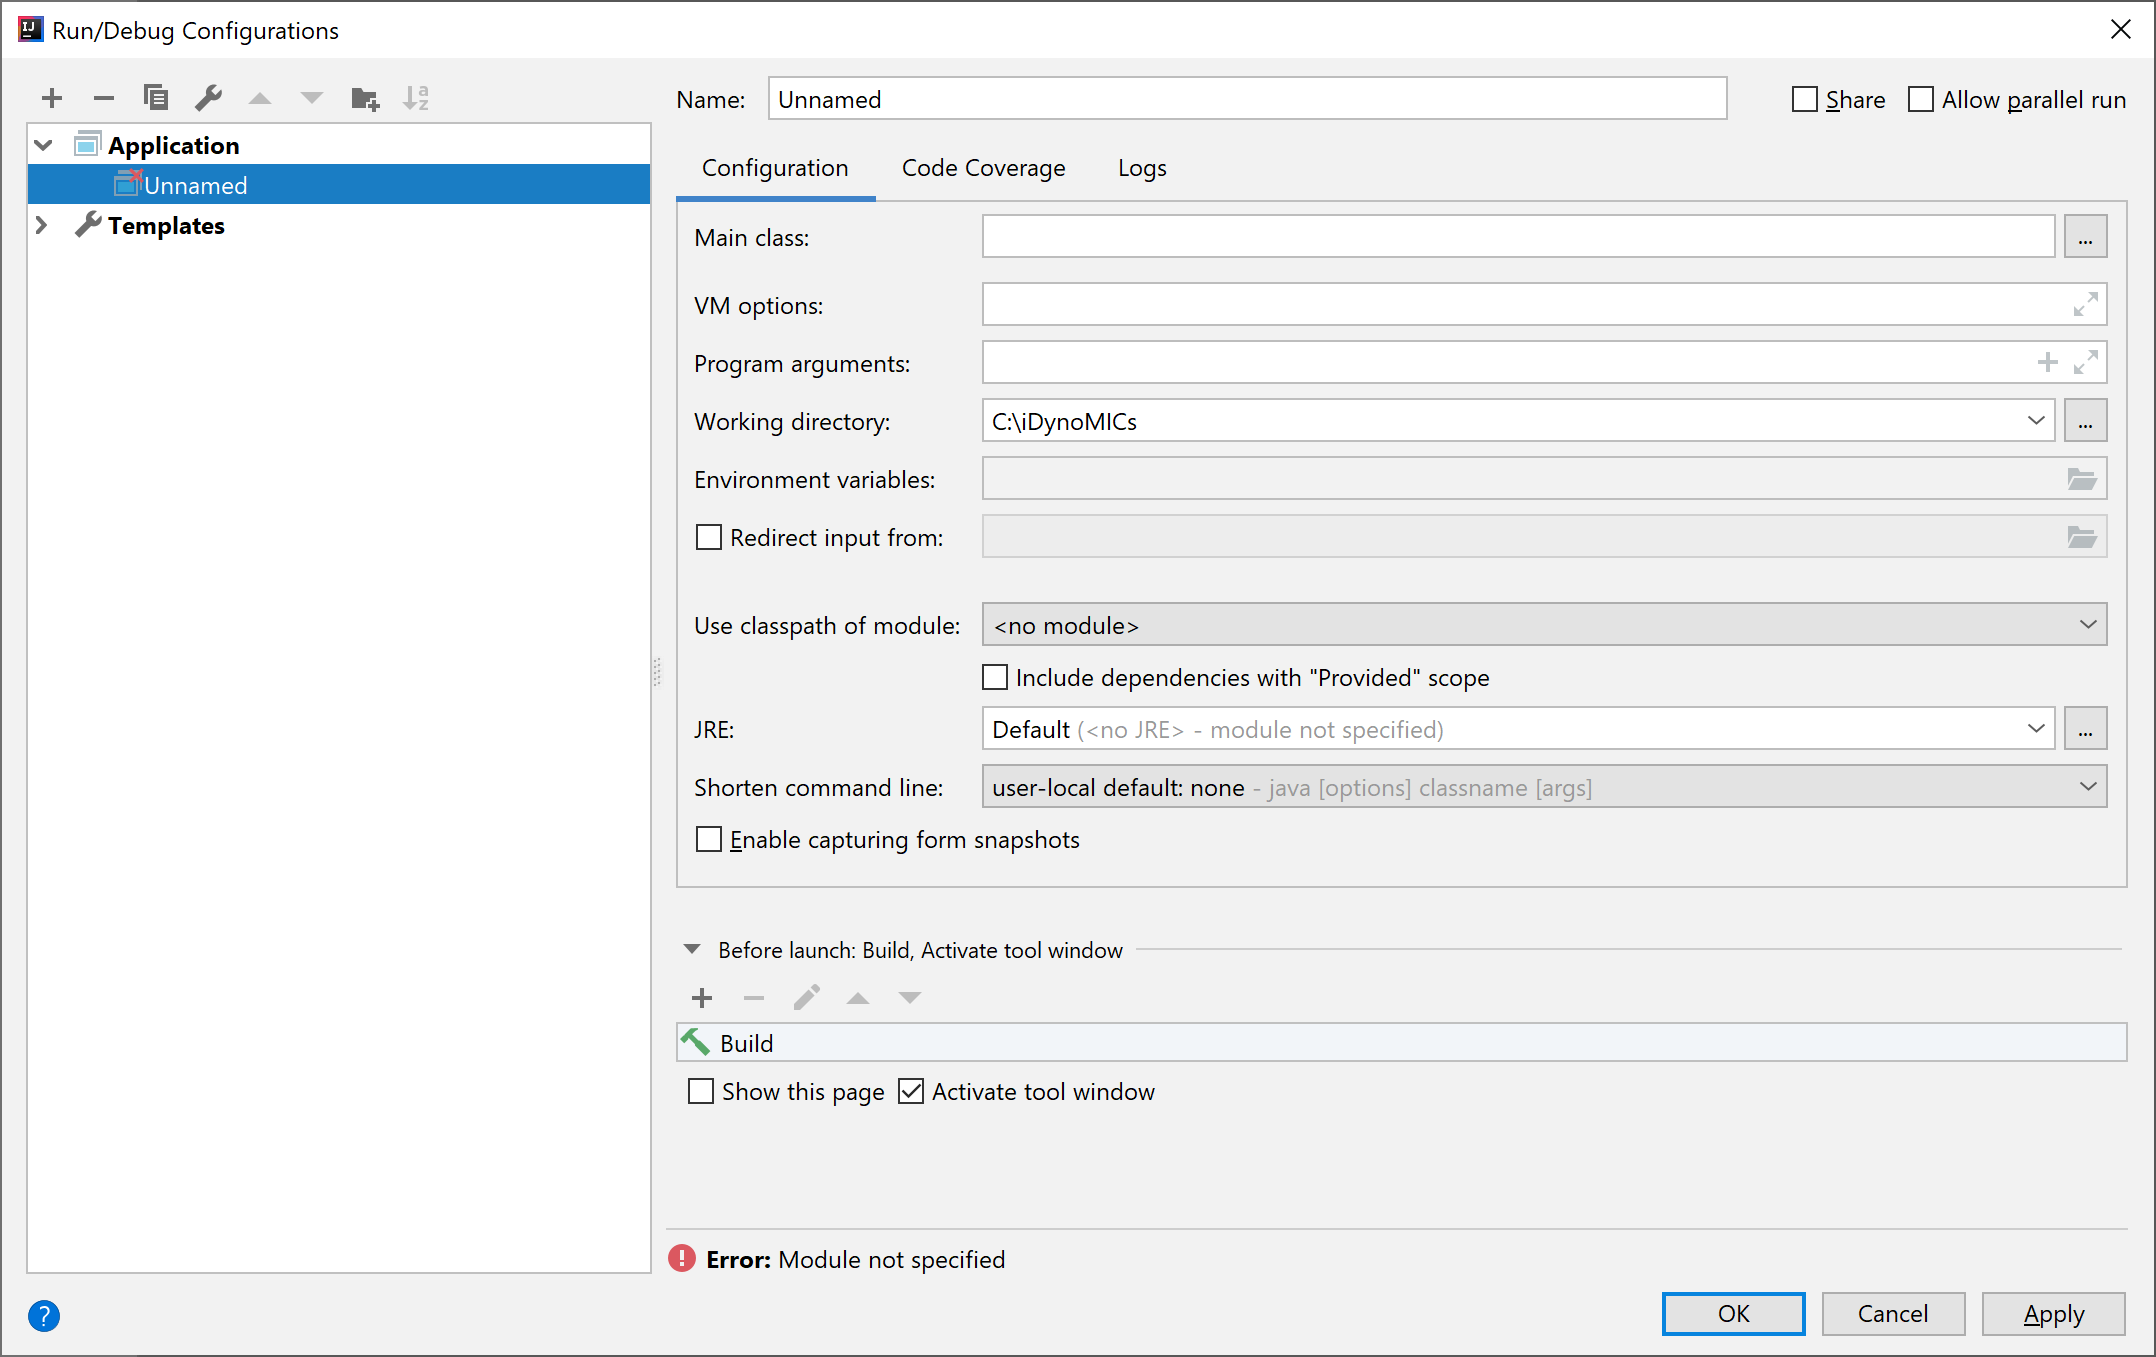 Run/Debug Configurations
Name: Unnamed
Share
Allow parallel run
Application
Unnamed
Templates
Configuration
Code Coverage
Logs
Main class:
...
VM options:
Program arguments:
Working directory: C:\iDynoMICs
...
Environment variables:
Redirect input from:
Use classpath of module: <no module>
Include dependencies with "Provided" scope
JRE: Default (<no JRE> - module not specified)
...
Shorten command line: user-local default: none - java [options] classname [args]
Enable capturing form snapshots
Before launch: Build, Activate tool window
Build
Show this page
Activate tool window
Error: Module not specified
?
OK
Cancel
Apply